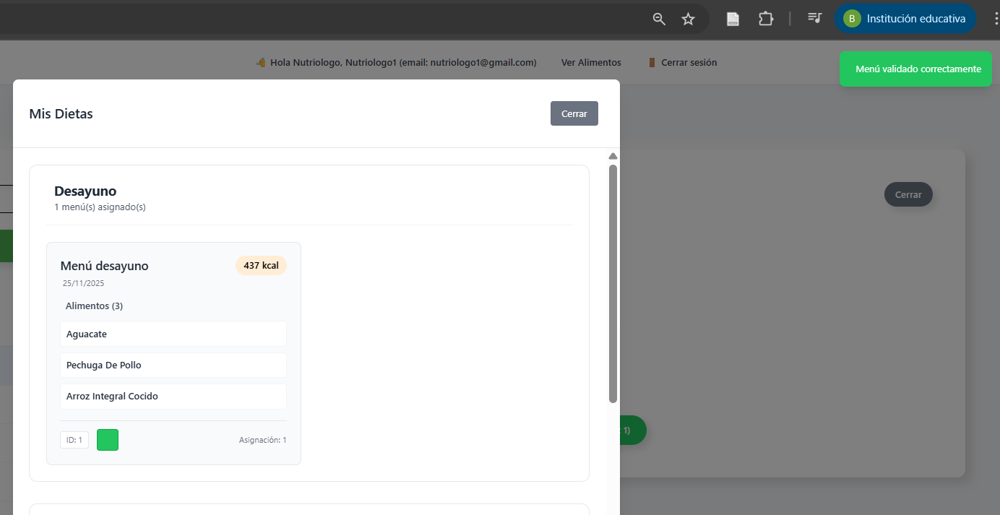 B Institución educativa
Hola Nutriologo, Nutriologo1 (email: nutriologo1@gmail.com) Ver Alimentos Cerrar sesión
Menú validado correctamente
Mis Dietas
Cerrar
Desayuno
1 menú(s) asignado(s)
Menú desayuno
437 kcal
25/11/2025
Alimentos (3)
Aguacate
Pechuga De Pollo
Arroz Integral Cocido
ID: 1
Asignación: 1
Cerrar
: 1)